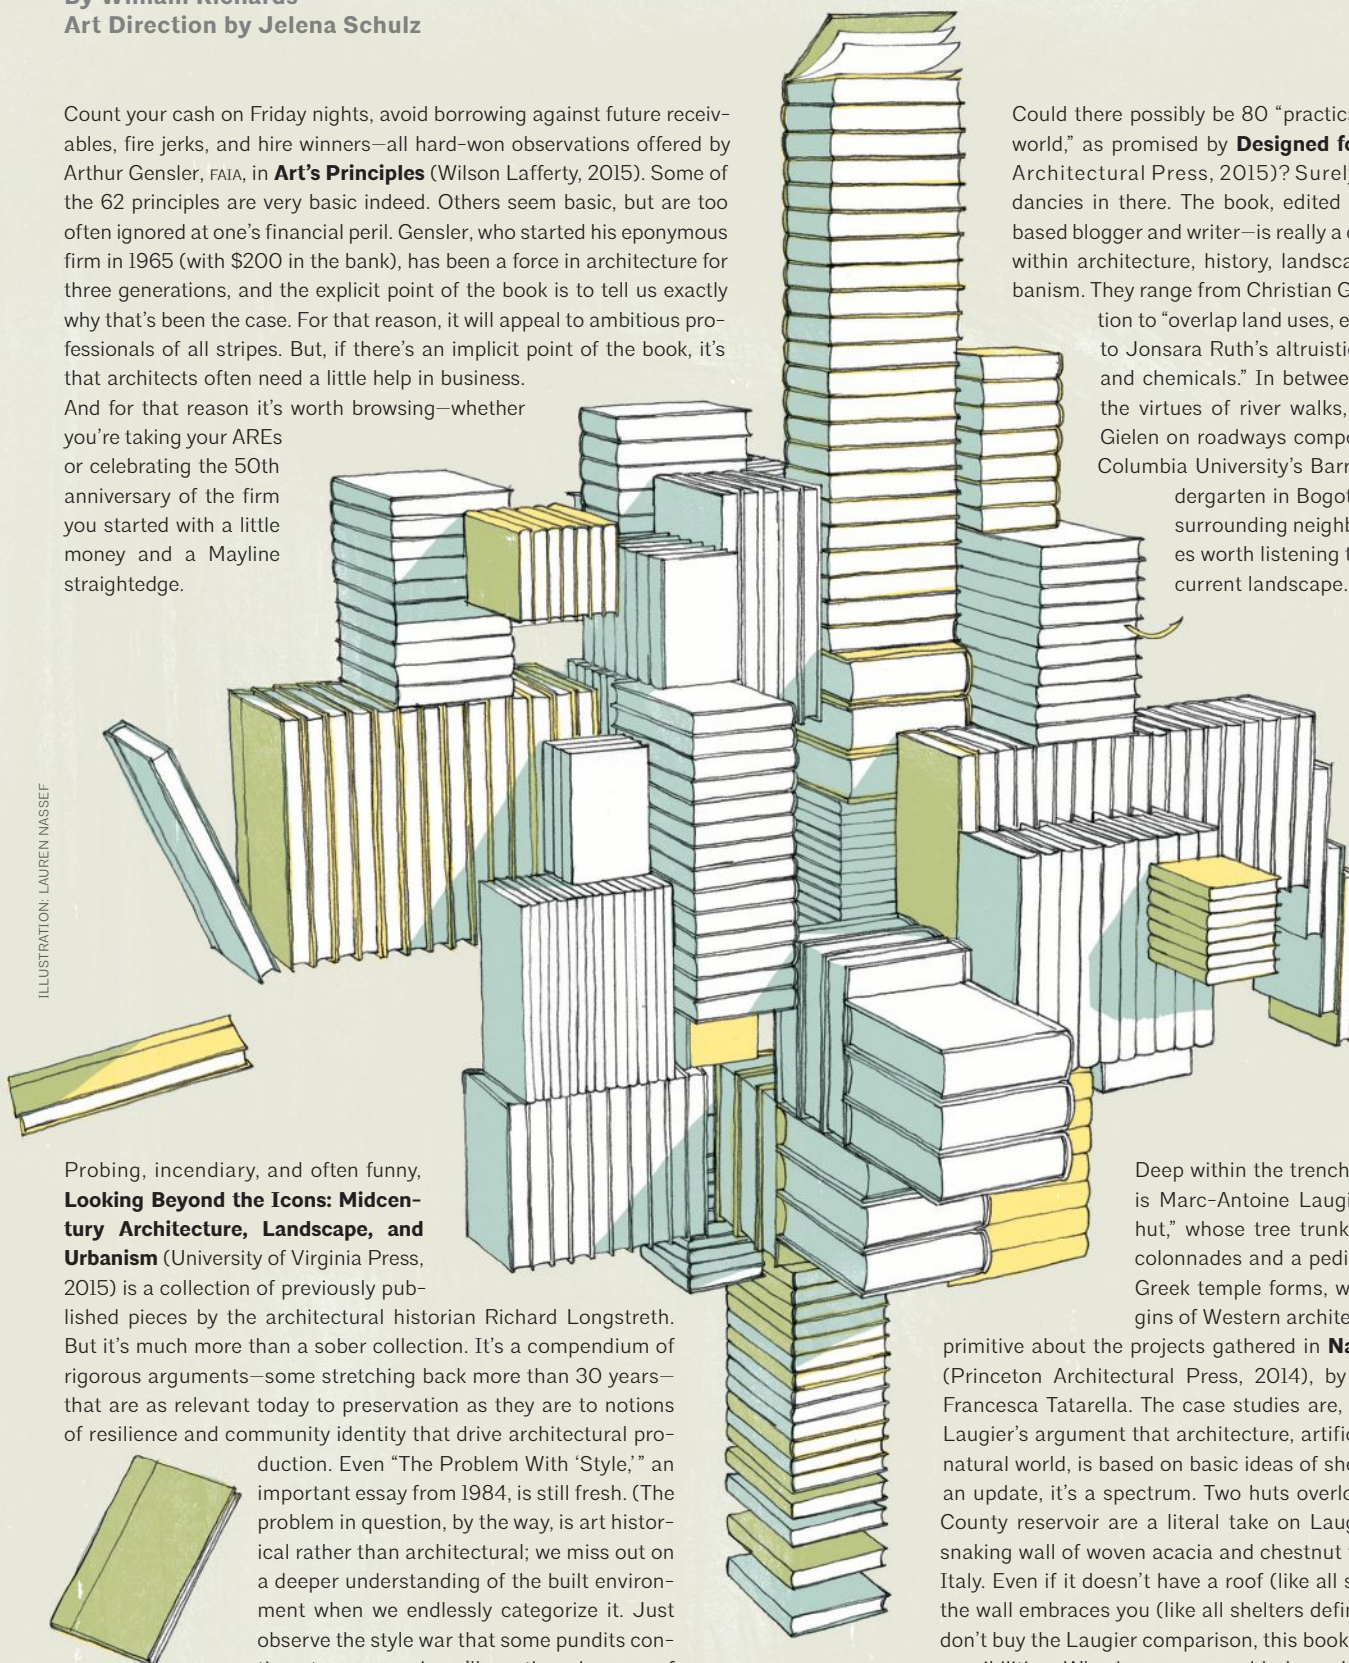 By William Richards
Art Direction by Jelena Schulz
Count your cash on Friday nights, avoid borrowing against future receiv-
ables, fire jerks, and hire winners—all hard-won observations offered by
Arthur Gensler, FAIA, in Art’s Principles (Wilson Lafferty, 2015). Some of
the 62 principles are very basic indeed. Others seem basic, but are too
often ignored at one’s financial peril. Gensler, who started his eponymous
firm in 1965 (with $200 in the bank), has been a force in architecture for
three generations, and the explicit point of the book is to tell us exactly
why that’s been the case. For that reason, it will appeal to ambitious pro-
fessionals of all stripes. But, if there’s an implicit point of the book, it’s
that architects often need a little help in business.
And for that reason it’s worth browsing—whether
you’re taking your AREs
or celebrating the 50th
anniversary of the firm
you started with a little
money and a Mayline
straightedge.
Could there possibly be 80 “practica
world,” as promised by Designed fo
Architectural Press, 2015)? Surely
dancies in there. The book, edited
based blogger and writer—is really a
within architecture, history, landsca
banism. They range from Christian G
tion to “overlap land uses, e
to Jonsara Ruth’s altruistic
and chemicals.” In betwee
the virtues of river walks,
Gielen on roadways compo
Columbia University’s Barr
dergarten in Bogot
surrounding neighb
es worth listening t
current landscape.
ILLUSTRATION: LAUREN NASSEF
Probing, incendiary, and often funny,
Looking Beyond the Icons: Midcen-
tury Architecture, Landscape, and
Urbanism (University of Virginia Press,
2015) is a collection of previously pub-
lished pieces by the architectural historian Richard Longstreth.
But it’s much more than a sober collection. It’s a compendium of
rigorous arguments—some stretching back more than 30 years—
that are as relevant today to preservation as they are to notions
of resilience and community identity that drive architectural pro-
duction. Even “The Problem With ‘Style,’” an
important essay from 1984, is still fresh. (The
problem in question, by the way, is art histor-
ical rather than architectural; we miss out on
a deeper understanding of the built environ-
ment when we endlessly categorize it. Just
observe the style war that some pundits con-
Deep within the trench
is Marc-Antoine Laugi
hut,” whose tree trunk
colonnades and a pedi
Greek temple forms, w
gins of Western archite
primitive about the projects gathered in Na
(Princeton Architectural Press, 2014), by
Francesca Tatarella. The case studies are,
Laugier’s argument that architecture, artific
natural world, is based on basic ideas of she
an update, it’s a spectrum. Two huts overlo
County reservoir are a literal take on Laug
snaking wall of woven acacia and chestnut
Italy. Even if it doesn’t have a roof (like all s
the wall embraces you (like all shelters defin
don’t buy the Laugier comparison, this book